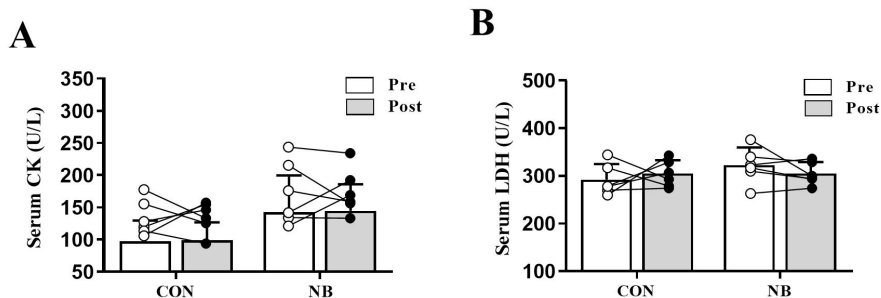 A
Serum CK (U/L)
350
300
250
200
150
100
50
CON
NB
Pre
Post
B
Serum LDH (U/L)
500
400
300
200
100
CON
NB
Pre
Post